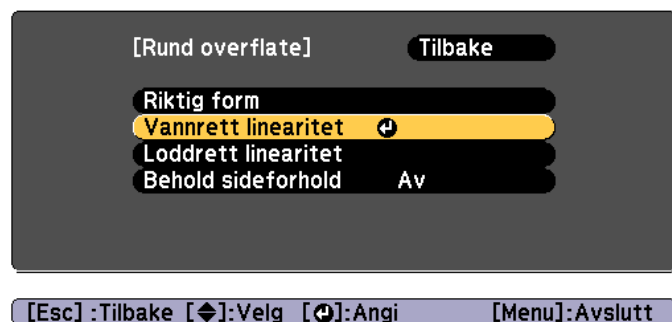 [Rund overflate] Tilbake
Riktig form
Vannrett linearitet
Loddrett linearitet
Behold sideforhold Av
[Esc] :Tilbake [◆]:Velg [↵]:Angi [Menu]:Avslutt